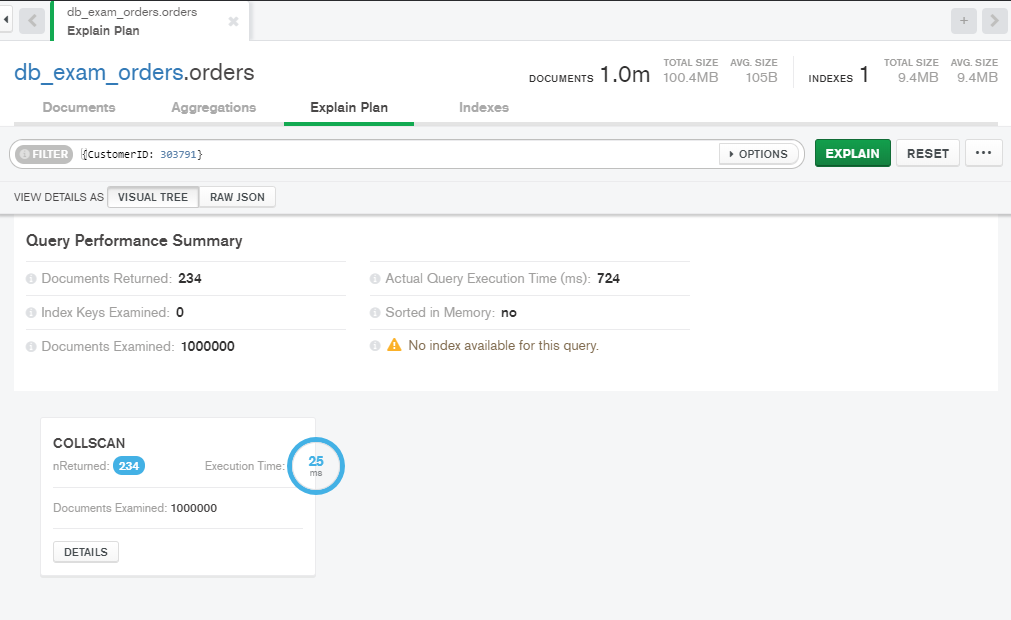 db_exam_orders.orders
Explain Plan
db_exam_orders.orders
DOCUMENTS 1.0m
TOTAL SIZE 100.4MB
AVG. SIZE 105B
INDEXES 1
TOTAL SIZE 9.4MB
AVG. SIZE 9.4MB
Documents Aggregations Explain Plan Indexes
FILTER {CustomerID: 303791} OPTIONS EXPLAIN RESET ...
VIEW DETAILS AS VISUAL TREE RAW JSON
Query Performance Summary
Documents Returned: 234
Actual Query Execution Time (ms): 724
Index Keys Examined: 0
Sorted in Memory: no
Documents Examined: 1000000
No index available for this query.
COLLSCAN
nReturned: 234 Execution Time: 25 ms
Documents Examined: 1000000
DETAILS